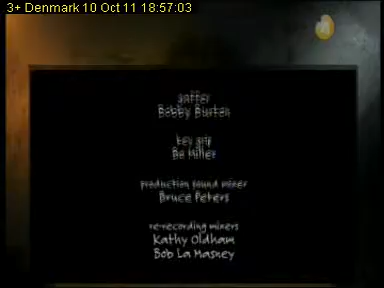 3+ Denmark 10 Oct 11 18:57:03
gaffer
Bobby Burton
key grip
Bo Miller
production sound mixer
Bruce Peters
re-recording mixers
Kathy Oldham
Bob La Masney